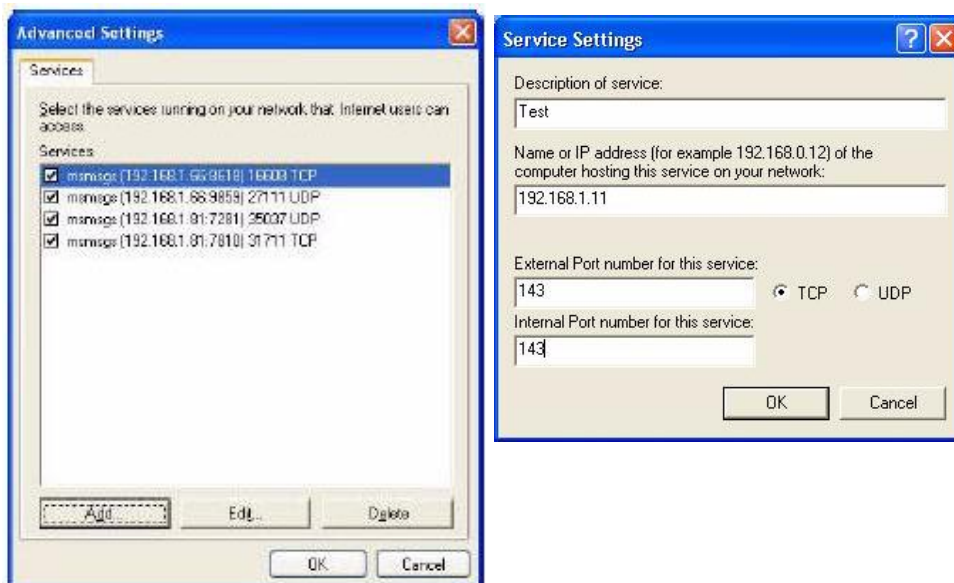 Advanced Settings
Services
Select the services running on your network that Internet users can
access.
Services
msmsgs (192.168.1.66:9618) 16608 TCP
msmsgs (192.168.1.66:9859) 27111 UDP
msmsgs (192.168.1.81:7281) 35037 UDP
msmsgs (192.168.1.81:7810) 31711 TCP
Add...
Edit...
Delete
OK
Cancel
Service Settings
Description of service:
Test
Name or IP address (for example 192.168.0.12) of the
computer hosting this service on your network:
192.168.1.11
External Port number for this service:
143
TCP
UDP
Internal Port number for this service:
143
OK
Cancel